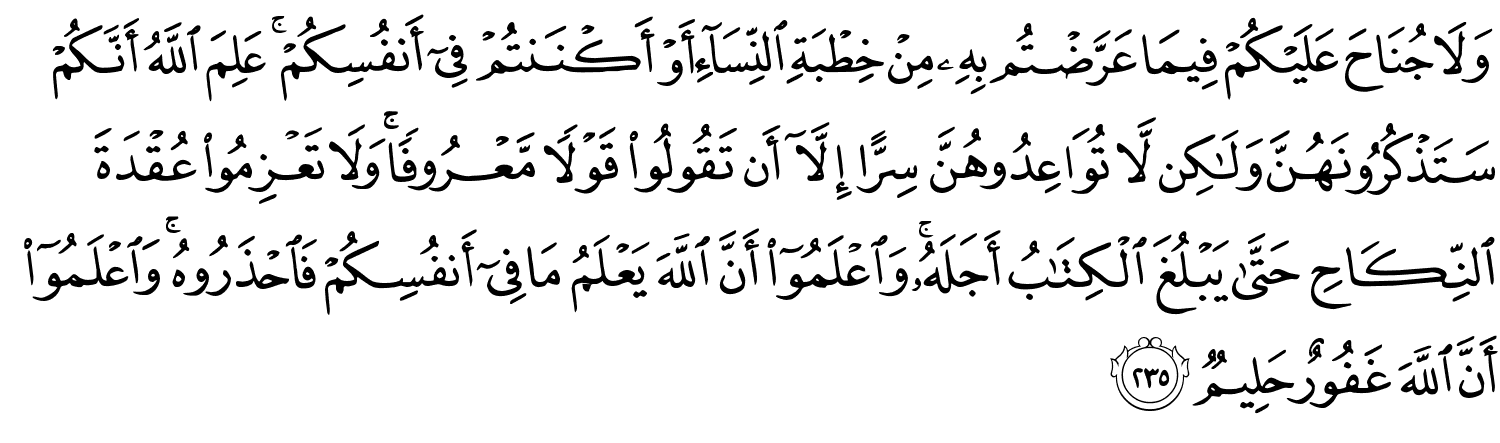 وَلَا جُنَاحَ عَلَيْكُمْ فِيمَا عَرَّضْتُم بِهِۦ مِنْ خِطْبَةِ ٱلنِّسَآءِ أَوْ أَكْنَنتُمْ فِىٓ أَنفُسِكُمْ ۚ عَلِمَ ٱللَّهُ أَنَّكُمْ
سَتَذْكُرُونَهُنَّ وَلَـٰكِن لَّا تُوَاعِدُوهُنَّ سِرًّا إِلَّآ أَن تَقُولُوا۟ قَوْلًا مَّعْرُوفًا ۚ وَلَا تَعْزِمُوا۟ عُقْدَةَ
ٱلنِّكَاحِ حَتَّىٰ يَبْلُغَ ٱلْكِتَـٰبُ أَجَلَهُۥ ۚ وَٱعْلَمُوٓا۟ أَنَّ ٱللَّهَ يَعْلَمُ مَا فِىٓ أَنفُسِكُمْ فَٱحْذَرُوهُ ۚ وَٱعْلَمُوٓا۟
أَنَّ ٱللَّهَ غَفُورٌ حَلِيمٌ ٢٣٥